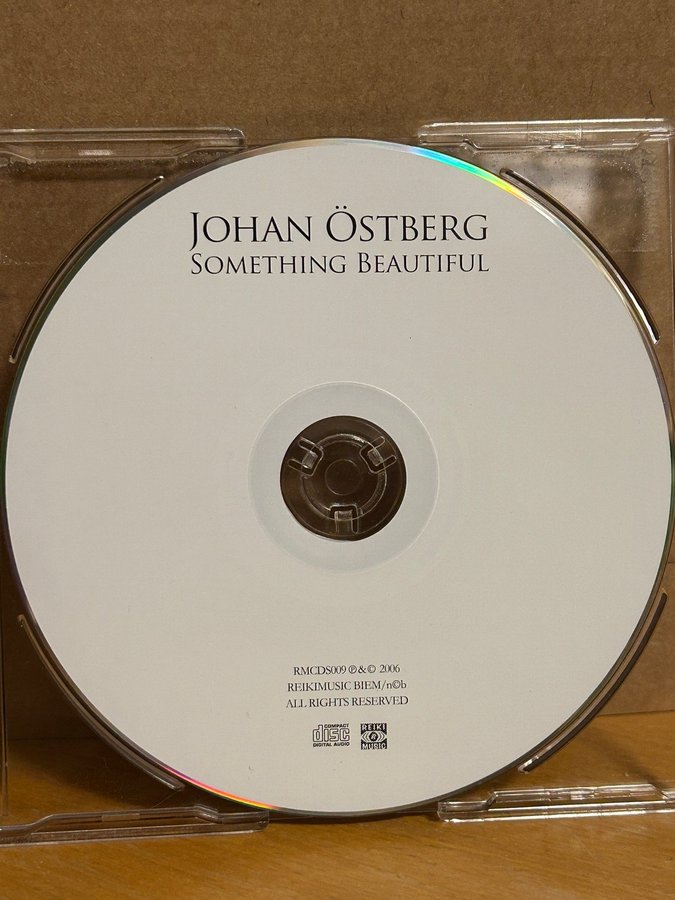 JOHAN ÖSTBERG
SOMETHING BEAUTIFUL
RMCDS009 ℗&© 2006
REIKIMUSIC BIEM/n©b
ALL RIGHTS RESERVED
COMPACT
disc
DIGITAL AUDIO
REIKI
MUSIC